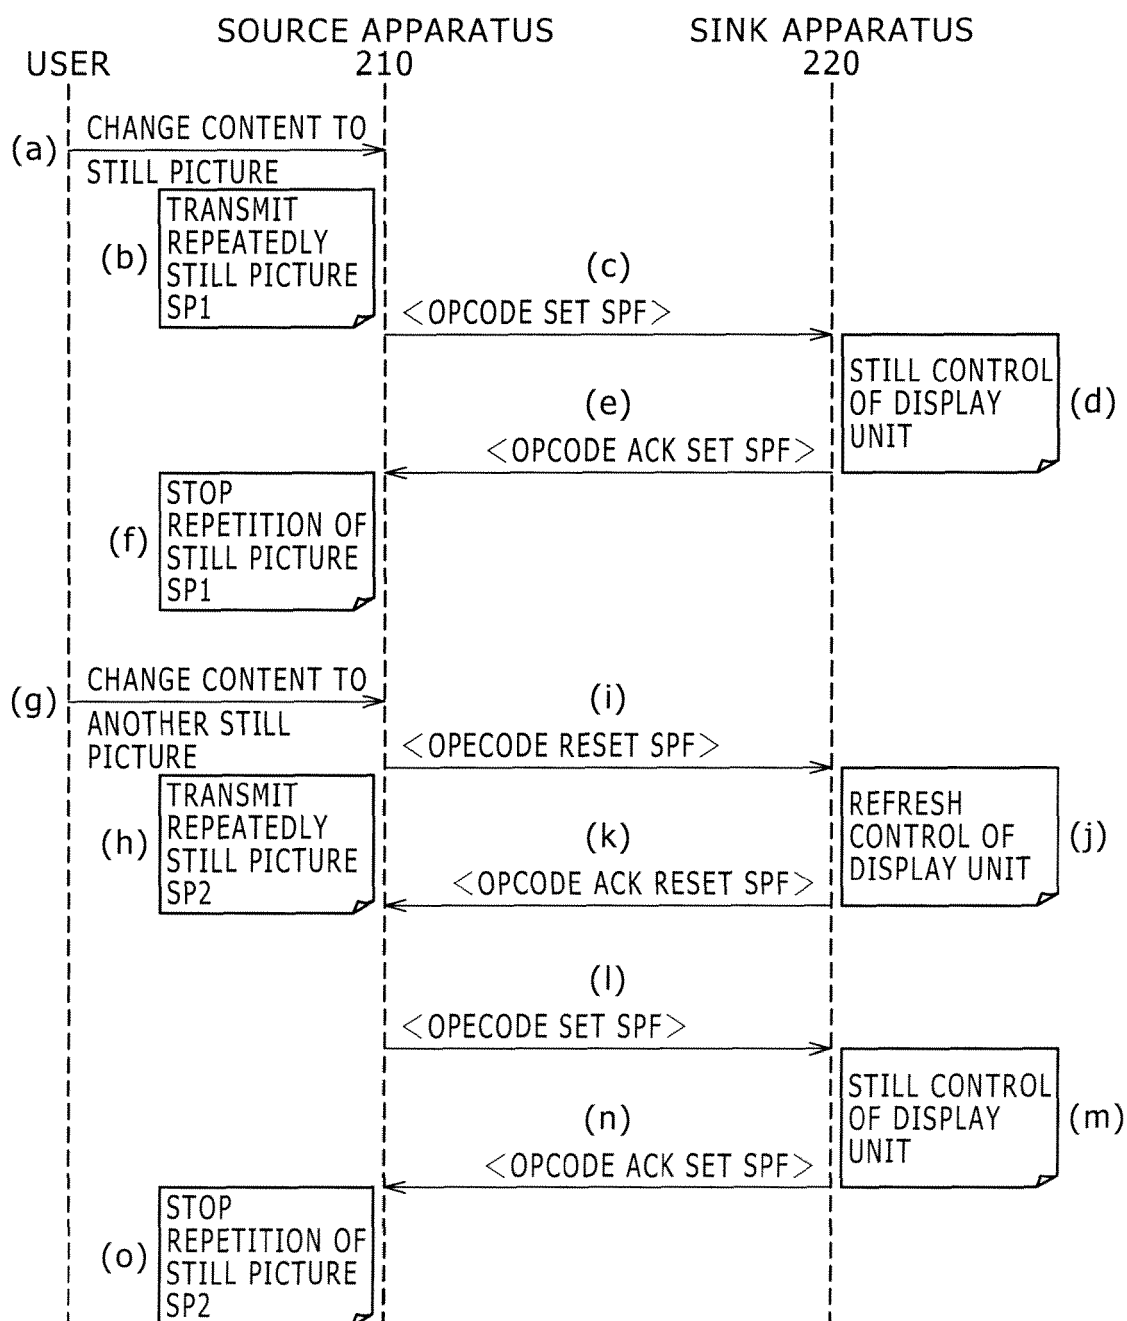 SOURCE APPARATUS
SINK APPARATUS
USER
210
220
(a)
CHANGE CONTENT TO
STILL PICTURE
(b)
TRANSMIT
REPEATEDLY
STILL PICTURE
SP1
(c)
<OPCODE SET SPF>
STILL CONTROL
OF DISPLAY
UNIT
(d)
(e)
<OPCODE ACK SET SPF>
(f)
STOP
REPETITION OF
STILL PICTURE
SP1
(g)
CHANGE CONTENT TO
ANOTHER STILL
PICTURE
(i)
<OPECODE RESET SPF>
(h)
TRANSMIT
REPEATEDLY
STILL PICTURE
SP2
REFRESH
CONTROL OF
DISPLAY UNIT
(j)
(k)
<OPCODE ACK RESET SPF>
(l)
<OPECODE SET SPF>
STILL CONTROL
OF DISPLAY
UNIT
(m)
(n)
<OPCODE ACK SET SPF>
(o)
STOP
REPETITION OF
STILL PICTURE
SP2